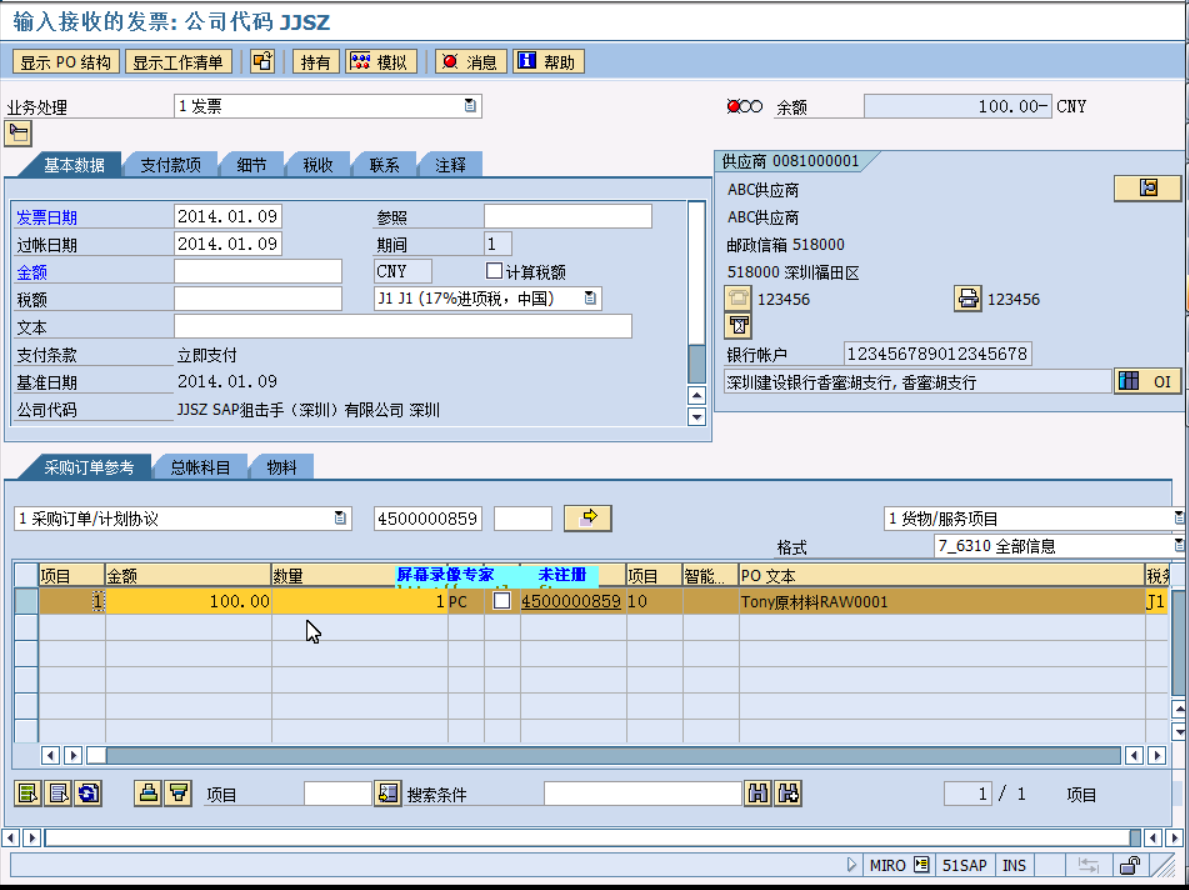 输入接收的发票: 公司代码 JJSZ
显示 PO 结构 显示工作清单 持有 模拟 消息 帮助
业务处理 1 发票 余额 100.00- CNY
基本数据 支付款项 细节 税收 联系 注释
供应商 0081000001
ABC供应商
ABC供应商
邮政信箱 518000
518000 深圳福田区
123456 123456
银行帐户 123456789012345678
深圳建设银行香蜜湖支行,香蜜湖支行 OI
发票日期 2014.01.09 参照
过帐日期 2014.01.09 期间 1
金额 CNY 计算税额
税额 J1 J1 (17%进项税，中国)
文本
支付条款 立即支付
基准日期 2014.01.09
公司代码 JJSZ SAP狙击手（深圳）有限公司 深圳
采购订单参考 总帐科目 物料
1 采购订单/计划协议 4500000859 1 货物/服务项目
格式 7_6310 全部信息
项目 金额 数量 屏幕录像专家 未注册 项目 智能... PO 文本 税务
1 100.00 1 PC 4500000859 10 Tony原材料RAW0001 J1
项目 搜索条件 1 / 1 项目
MIRO 51SAP INS